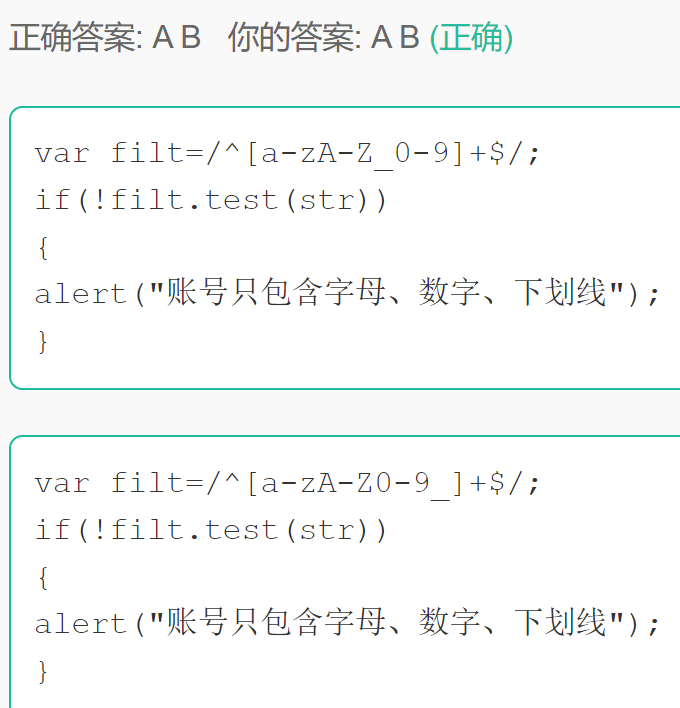 正确答案: A B 你的答案: A B (正确)
var filt=/^[a-zA-Z_0-9]+$/;
if(!filt.test(str))
{
alert("账号只包含字母、数字、下划线");
}
var filt=/^[a-zA-Z0-9_]+$/;
if(!filt.test(str))
{
alert("账号只包含字母、数字、下划线");
}